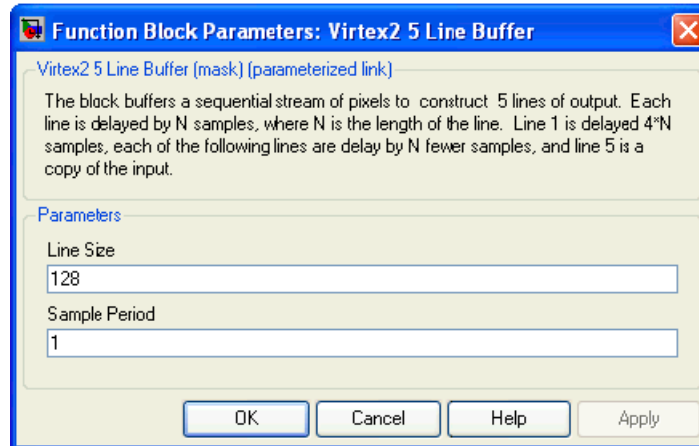 Function Block Parameters: Virtex2 5 Line Buffer
Virtex2 5 Line Buffer (mask) (parameterized link)
The block buffers a sequential stream of pixels to construct 5 lines of output. Each
line is delayed by N samples, where N is the length of the line. Line 1 is delayed 4*N
samples, each of the following lines are delay by N fewer samples, and line 5 is a
copy of the input.
Parameters
Line Size
128
Sample Period
1
OK Cancel Help Apply